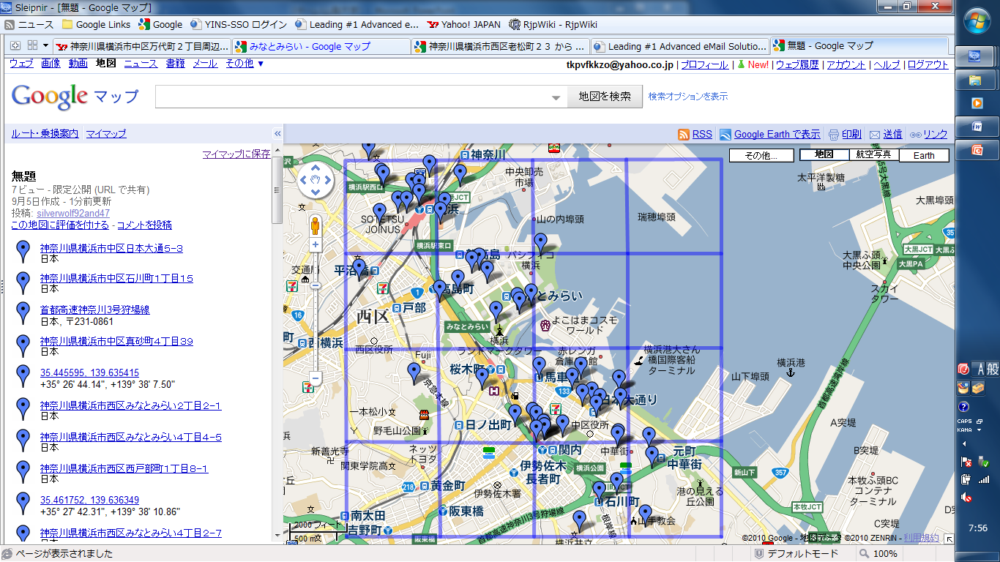 Sleipnir - [無題 - Google マップ]
ニュース Google Links Google YINS-SSO ログイン Leading #1 Advanced e... Yahoo! JAPAN RjpWiki - RjpWiki
神奈川県横浜市中区万代町２丁目周辺... みなとみらい - Google マップ 神奈川県横浜市西区老松町２３ から ... Leading #1 Advanced eMail Solutio... 無題 - Google マップ
ウェブ 画像 動画 地図 ニュース 書籍 メール その他 ▼ tkpvfkkzo@yahoo.co.jp | プロフィール | New! | ウェブ履歴 | アカウント | ヘルプ | ログアウト
Google マップ 地図を検索 検索オプションを表示
ルート・乗換案内 マイマップ «
RSS Google Earth で表示 印刷 送信 リンク
マイマップに保存
無題
7 ビュー - 限定公開 (URL で共有)
9月5日作成 - 1分前更新
投稿: silverwolf92and47
この地図に評価を付ける - コメントを投稿
神奈川県横浜市中区日本大通5-3
日本
神奈川県横浜市中区石川町1丁目15
日本
首都高速神奈川3号狩場線
日本, 〒231-0861
神奈川県横浜市中区真砂町4丁目39
日本
35.445595, 139.635415
+35° 26' 44.14", +139° 38' 7.50"
神奈川県横浜市西区みなとみらい2丁目2-1
日本
神奈川県横浜市西区みなとみらい4丁目4-5
日本
神奈川県横浜市西区西戸部町1丁目8-1
日本
35.461752, 139.636349
+35° 27' 42.31", +139° 38' 10.86"
神奈川県横浜市西区みなとみらい4丁目2-7
日本
その他... 地図 航空写真 Earth
神奈川
中央卸売
市場
横浜駅西口
JCT
山の内埠頭
瑞穂埠頭
太平洋製糖
大黒埠頭
SOTETSU
JOINUS
横浜駅東口
パシフィコ
横浜
大黒JCT
大黒PA
大黒ふ頭
中央公園
スカイ
タワー
交通局
高島町
戸部
1
16
西区
西横浜
みなとみらい
よこはまコスモ
ワールド
西区役所
横浜
ランドマークタワー
赤レンガ
Fuji
桜木町
133
横浜港大さん
橋国際客船
ターミナル
山下埠頭
横浜港
首都高速湾岸線
京急本線
一本松小
野毛山公園
日ノ出町
中区役所
日本大通り
新善光寺
関東学院高
ネッツ
トヨタ
関内
中華街
元町
中華街
伊勢佐木
長者町
横浜公園
新山下
357
A突堤
B突堤
218
黄金町
伊勢佐木署
石川町
港の見える
丘公園
本牧ふ頭BC
コンテナ
ターミナル
本牧JCT
C突堤
南太田
吉野町
阪東橋
阪東橋
首都高速神奈川3号狩場線
根岸線
山手教会
横浜共立
2000 フィート
500 m
©2010 Google - 地図データ ©2010 ZENRIN - 利用規約
ページが表示されました デフォルトモード 100%
A 般
CAPS
KANA
7:56